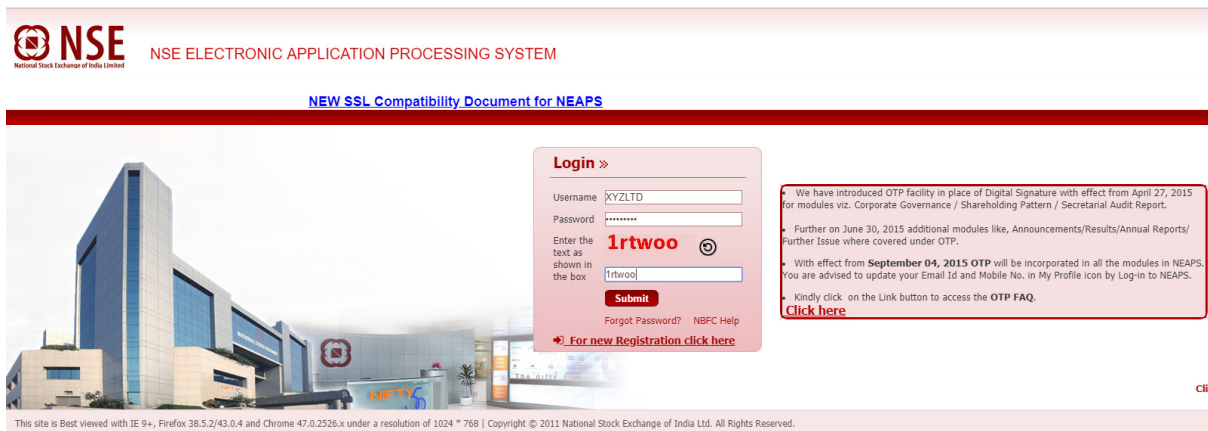 NSE
National Stock Exchange of India Limited
NSE ELECTRONIC APPLICATION PROCESSING SYSTEM
NEW SSL Compatibility Document for NEAPS
Login »
Username XYZLTD
Password •••••••••
Enter the
text as
shown in
the box
1rtwoo
1rtwoo
Submit
Forgot Password? NBFC Help
For new Registration click here
• We have introduced OTP facility in place of Digital Signature with effect from April 27, 2015
for modules viz. Corporate Governance / Shareholding Pattern / Secretarial Audit Report.
• Further on June 30, 2015 additional modules like, Announcements/Results/Annual Reports/
Further Issue where covered under OTP.
• With effect from September 04, 2015 OTP will be incorporated in all the modules in NEAPS.
You are advised to update your Email Id and Mobile No. in My Profile icon by Log-in to NEAPS.
• Kindly click on the Link button to access the OTP FAQ.
Click here
NATIONAL STOCK EXCHANGE
The nifty
NIFTY
50
Cli
This site is Best viewed with IE 9+, Firefox 38.5.2/43.0.4 and Chrome 47.0.2526.x under a resolution of 1024 * 768 | Copyright © 2011 National Stock Exchange of India Ltd. All Rights Reserved.